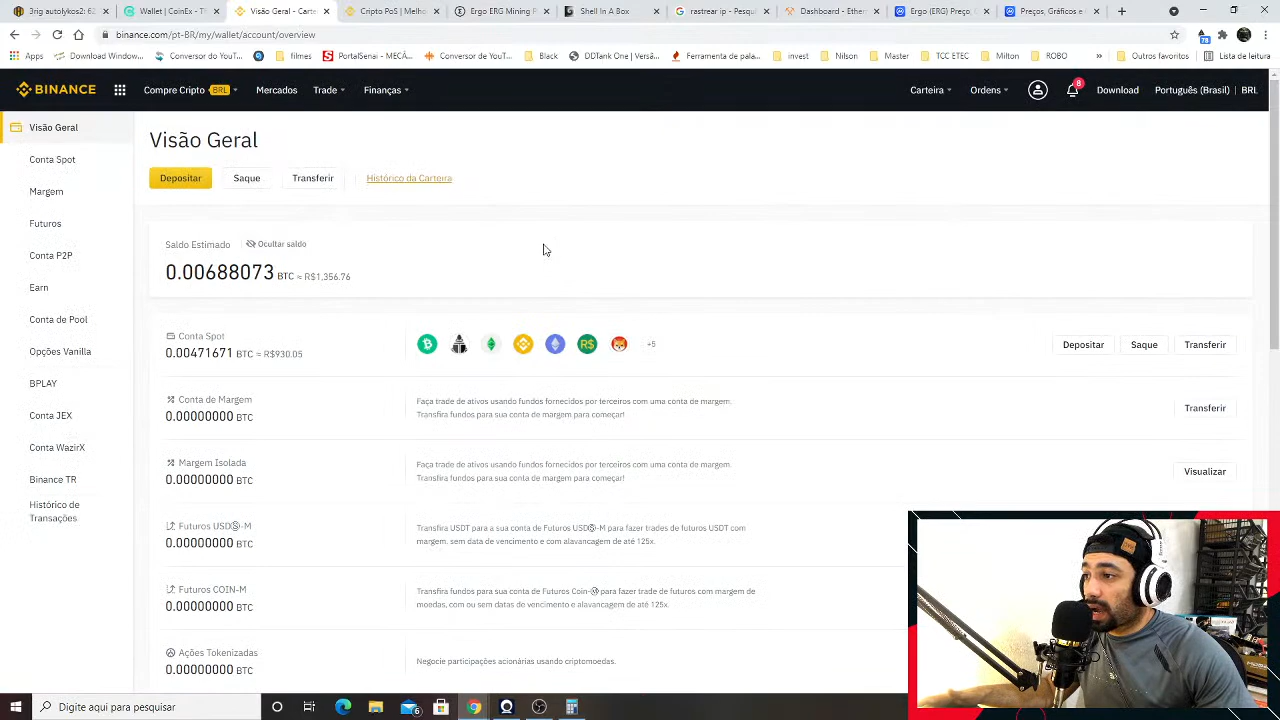 3rig autolykos2: 62
Wallet | CoinEx - Th
Visão Geral - Carte
Cripto PoS | Melho
Ergo ERG Mining P
Shell In A Box
rastrear ip - Pesqui
Dashboard - Ether
Ergo (ERG) Preço,
Preços, Gráficos e
binance.com/pt-BR/my/wallet/account/overview
78
Apps
Download Window...
Conversor de YouT...
filmes
PortalSenai - MECÂ...
Conversor de YouT...
Black
DDTankONE (Vers...
Ferramenta de pala...
invest
Nilson
Master
TCC ETEC
Milton
ROBO
»
Outros favoritos
Lista de leitura
BINANCE
Compre Cripto BRL
Mercados
Trade
Finanças
Carteira
Ordens
8
Download
Português (Brasil) | BRL
Visão Geral
Conta Spot
Margem
Futuros
Conta P2P
Earn
Conta de Pool
Opções Vanilla
BPLAY
Conta JEX
Conta WazirX
Binance TR
Histórico de
Transações
Visão Geral
Depositar
Saque
Transferir
Histórico da Carteira
Saldo Estimado
Ocultar saldo
0.00688073 BTC ≈ R$1,356.76
Conta Spot
0.00471671 BTC ≈ R$930.05
R$
+5
Depositar
Saque
Transferir
Conta de Margem
0.00000000 BTC
Faça trade de ativos usando fundos fornecidos por terceiros com uma conta de margem.
Transfira fundos para sua conta de margem para começar!
Transferir
Margem Isolada
0.00000000 BTC
Faça trade de ativos usando fundos fornecidos por terceiros com uma conta de margem.
Transfira fundos para sua conta de margem para começar!
Visualizar
Futuros USDⓈ-M
0.00000000 BTC
Transfira USDT para a sua conta de Futuros USDⓈ-M para fazer trades de futuros USDT com
margem. sem data de vencimento e com alavancagem de até 125x.
Futuros COIN-M
0.00000000 BTC
Transfira fundos para sua conta de Futuros Coin-Ⓜ para fazer trade de futuros com margem de
moedas, com ou sem datas de vencimento e alavancagem de até 125x.
Ações Tokenizadas
0.00000000 BTC
Negocie participações acionárias usando criptomoedas.
Digite aqui para pesquisar
6